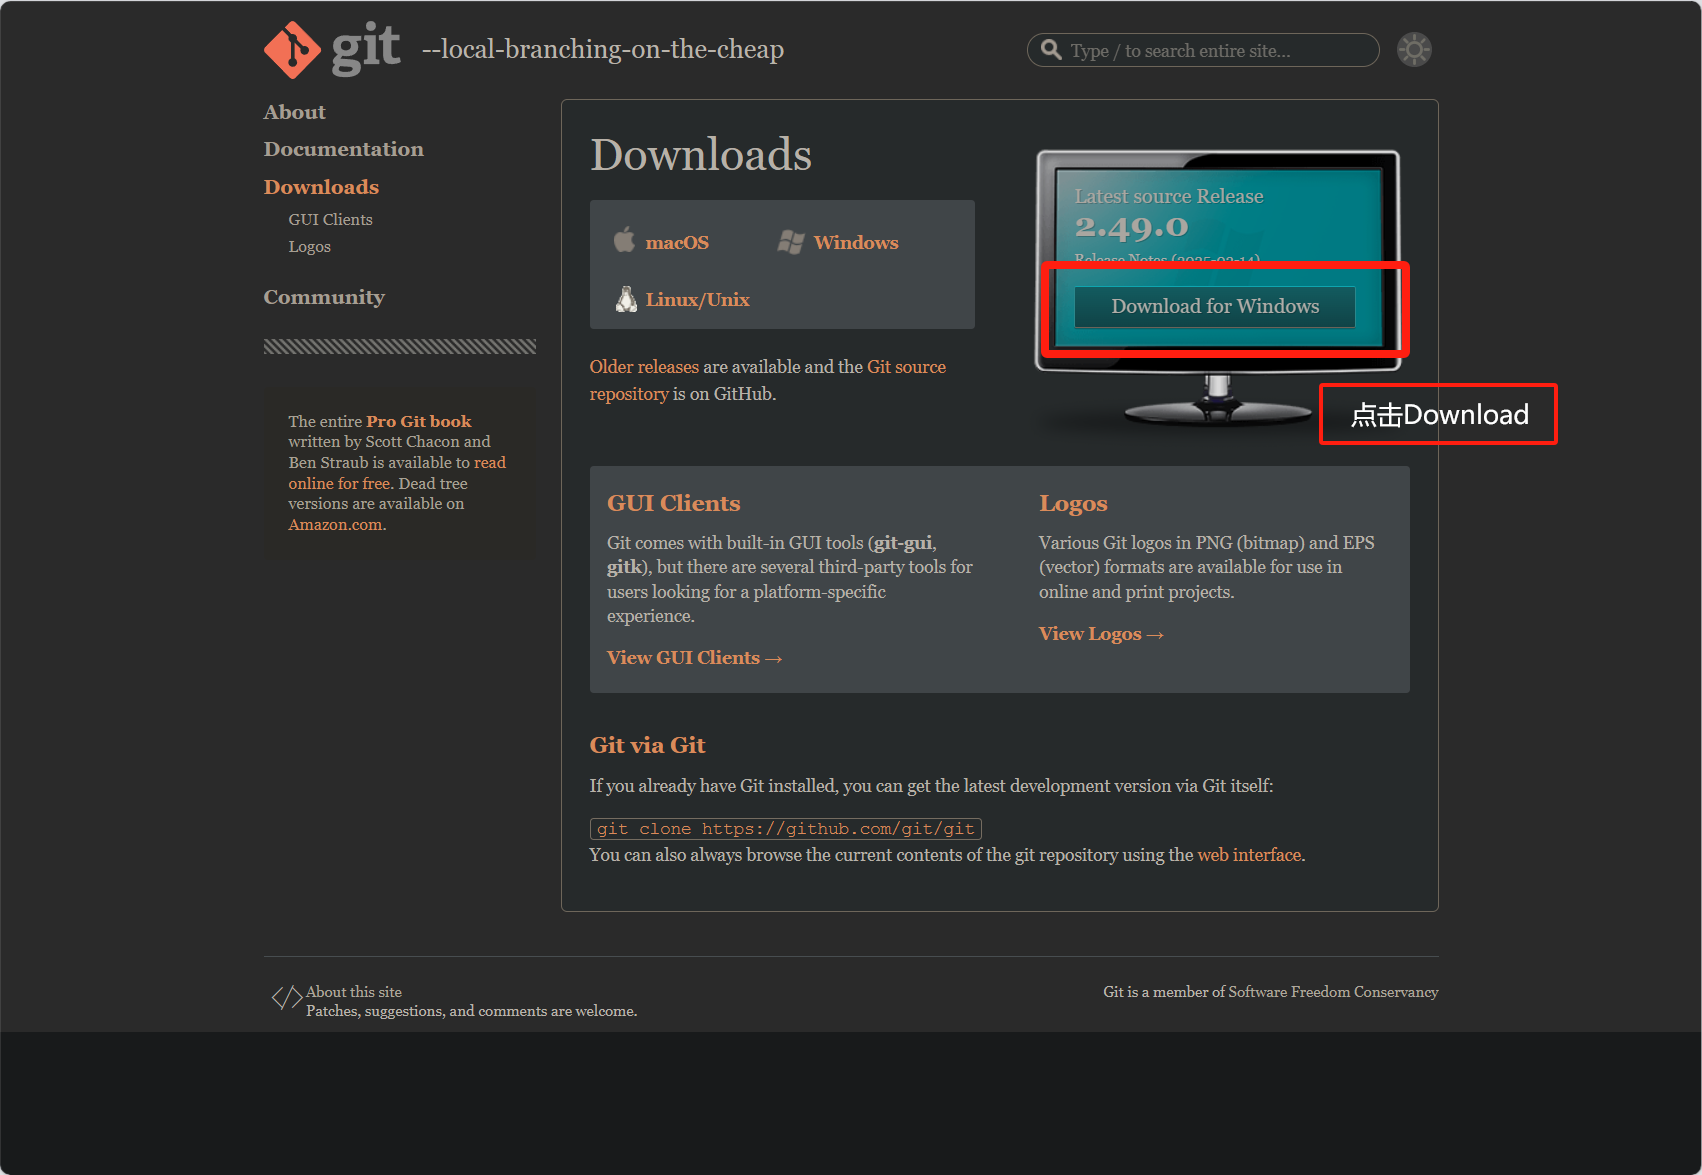 git --local-branching-on-the-cheap
Type / to search entire site...
About
Documentation
Downloads
GUI Clients
Logos
Community
The entire Pro Git book
written by Scott Chacon and
Ben Straub is available to read
online for free. Dead tree
versions are available on
Amazon.com.
Downloads
macOS
Windows
Linux/Unix
Older releases are available and the Git source
repository is on GitHub.
Latest source Release
2.49.0
Release Notes (2025-03-14)
Download for Windows
点击Download
GUI Clients
Git comes with built-in GUI tools (git-gui,
gitk), but there are several third-party tools for
users looking for a platform-specific
experience.
View GUI Clients →
Logos
Various Git logos in PNG (bitmap) and EPS
(vector) formats are available for use in
online and print projects.
View Logos →
Git via Git
If you already have Git installed, you can get the latest development version via Git itself:
git clone https://github.com/git/git
You can also always browse the current contents of the git repository using the web interface.
</> About this site
Patches, suggestions, and comments are welcome.
Git is a member of Software Freedom Conservancy